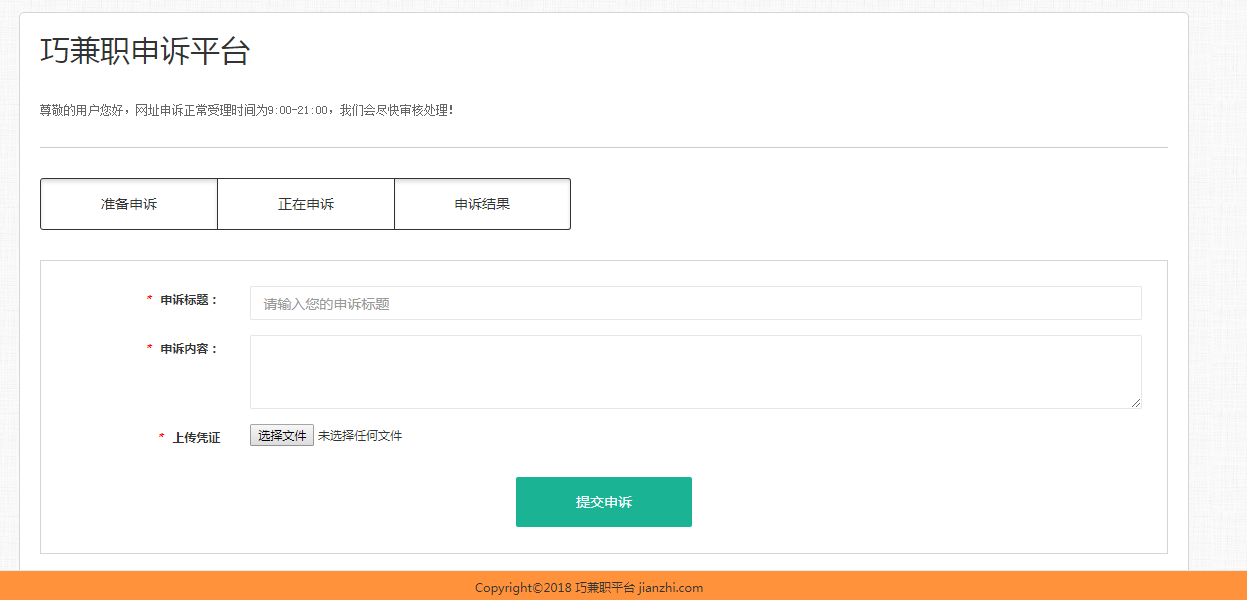 巧兼职申诉平台
尊敬的用户您好，网址申诉正常受理时间为9:00-21:00，我们会尽快审核处理！
准备申诉 正在申诉 申诉结果
* 申诉标题： 请输入您的申诉标题
* 申诉内容：
* 上传凭证 选择文件 未选择任何文件
提交申诉
Copyright©2018 巧兼职平台 jianzhi.com